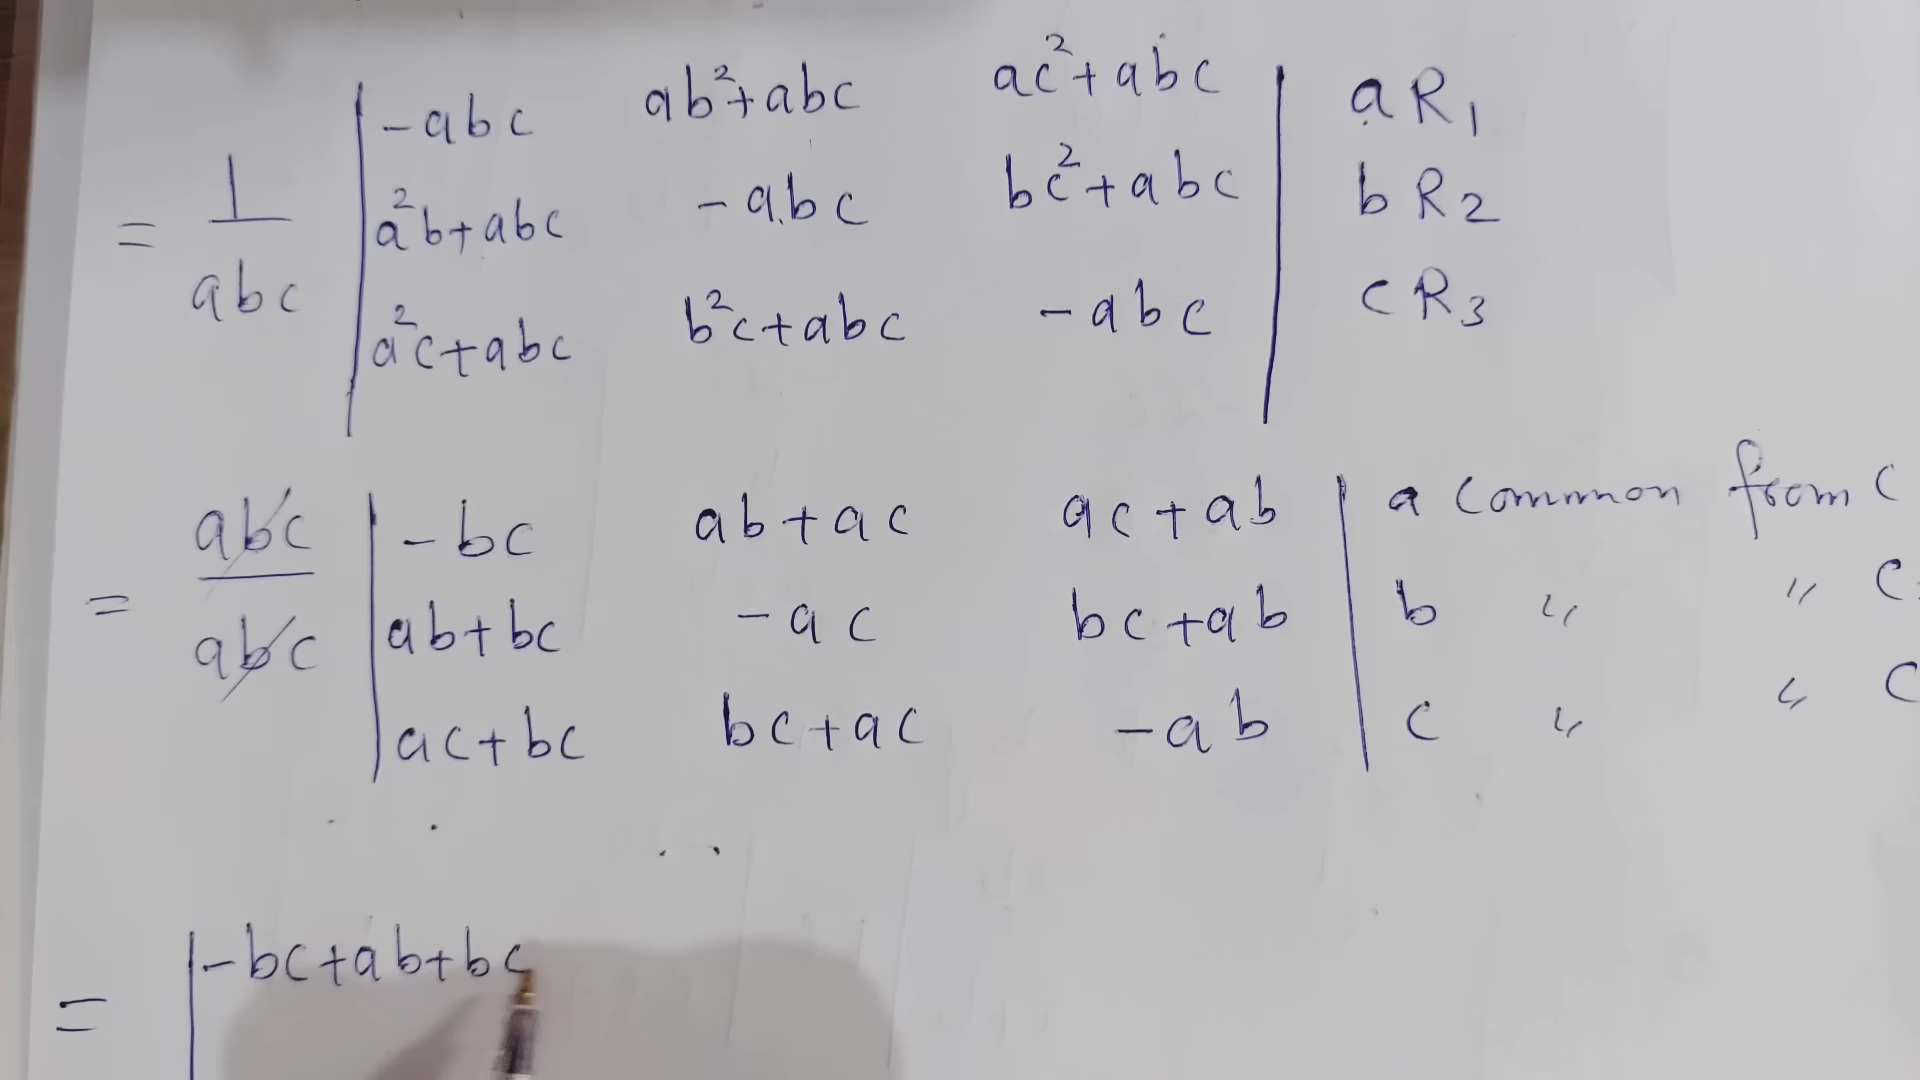 -abc ab²+abc ac²+abc aR₁
= 1/abc a²b+abc -abc bc²+abc bR₂
a²c+abc b²c+abc -abc cR₃
-bc ab+ac ac+ab a common from C
= abc/abc ab+bc -ac bc+ab b " " C
ac+bc bc+ac -ab c " " C
= -bc+ab+bc